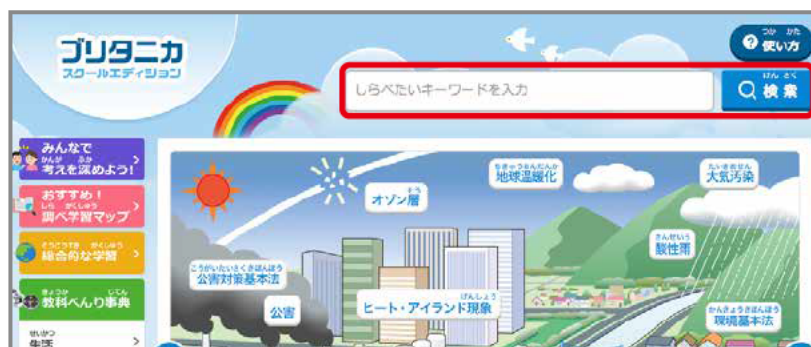 ブリタニカ
スクールエディション
つか かた
使い方
しらべたいキーワードを入力
けん さく
検索
みんなで
かんが ふか
考えを深めよう!
おすすめ!
しら がくしゅう
調べ学習マップ
そうごうてき がくしゅう
総合的な学習
きょうか じてん
教科べんり事典
せいかつ
生活
そう
オゾン層
ちきゅうおんだんか
地球温暖化
たいきおせん
大気汚染
さんせいう
酸性雨
こうがいたいさくきほんほう
公害対策基本法
こうがい
公害
げんしょう
ヒート・アイランド現象
かんきょうきほんほう
環境基本法